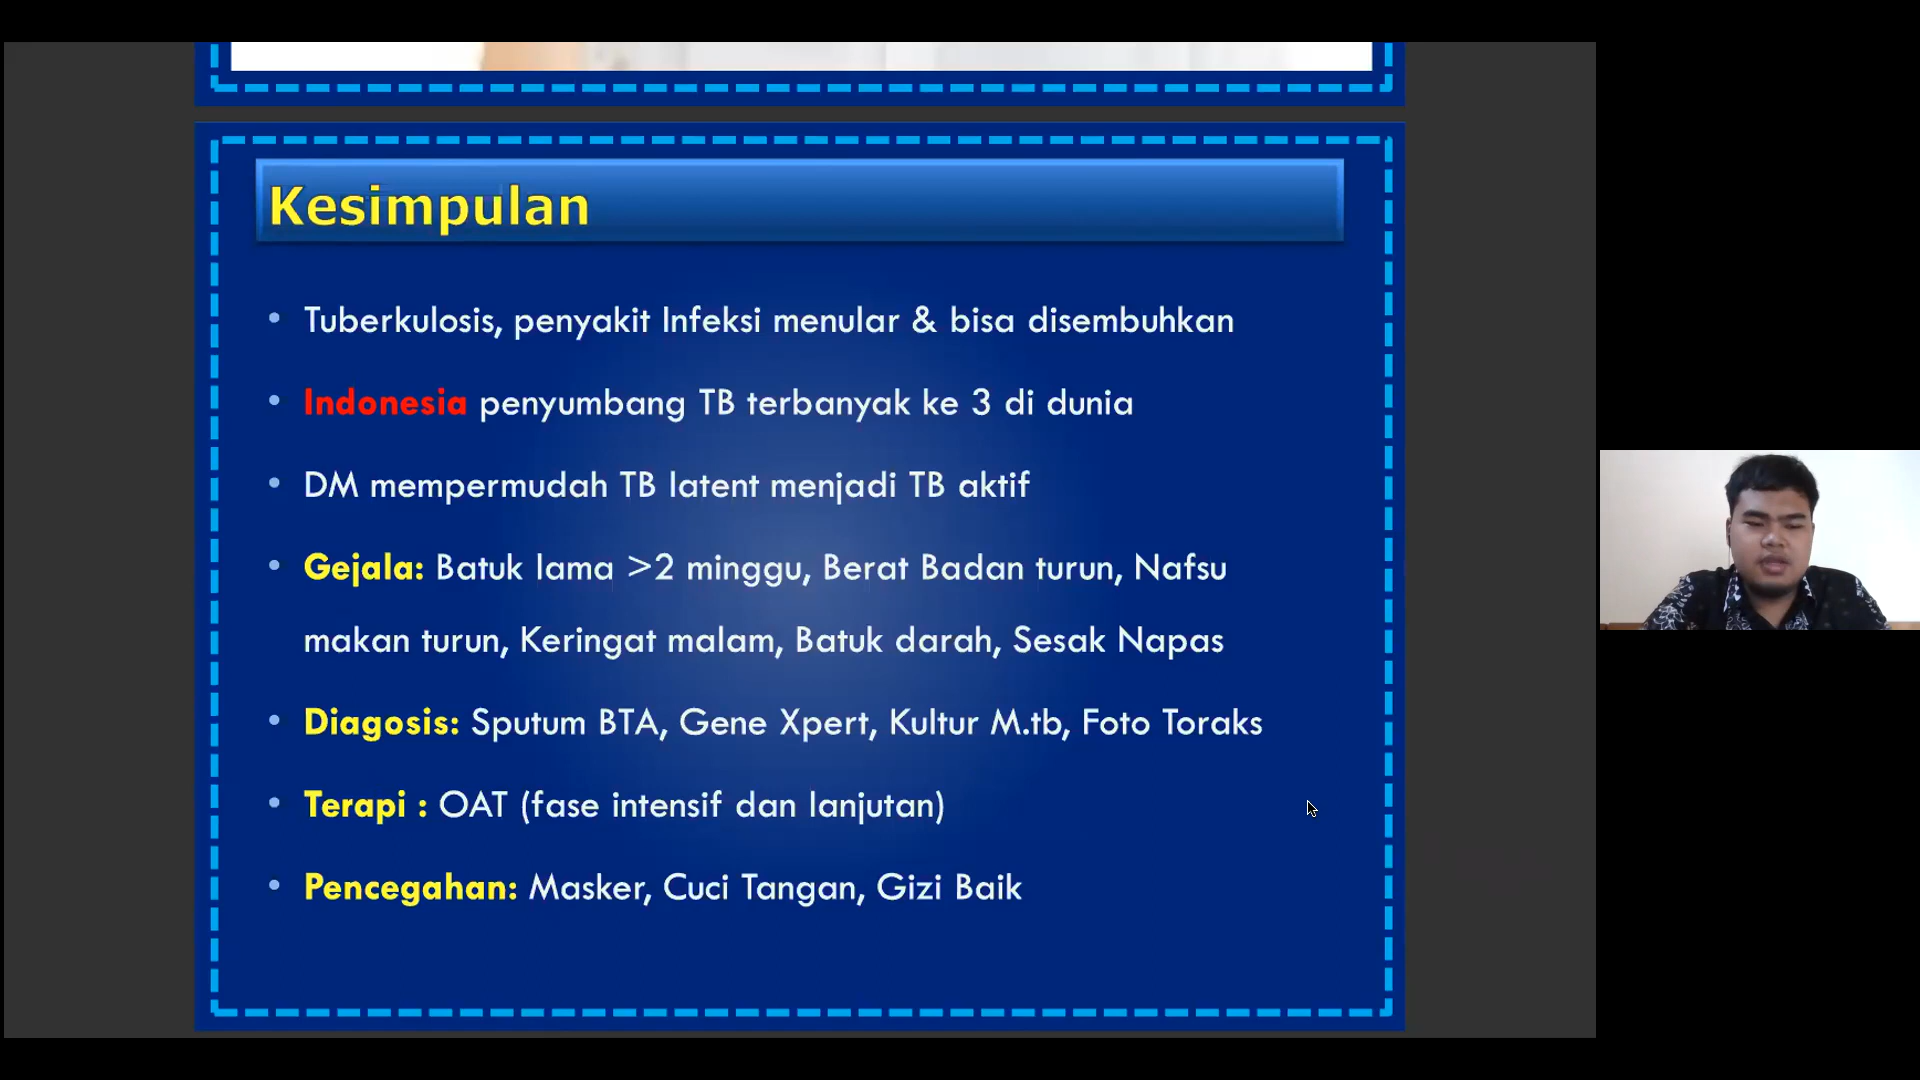 Kesimpulan
• Tuberkulosis, penyakit Infeksi menular & bisa disembuhkan
• Indonesia penyumbang TB terbanyak ke 3 di dunia
• DM mempermudah TB latent menjadi TB aktif
• Gejala: Batuk lama >2 minggu, Berat Badan turun, Nafsu
makan turun, Keringat malam, Batuk darah, Sesak Napas
• Diagosis: Sputum BTA, Gene Xpert, Kultur M.tb, Foto Toraks
• Terapi : OAT (fase intensif dan lanjutan)
• Pencegahan: Masker, Cuci Tangan, Gizi Baik